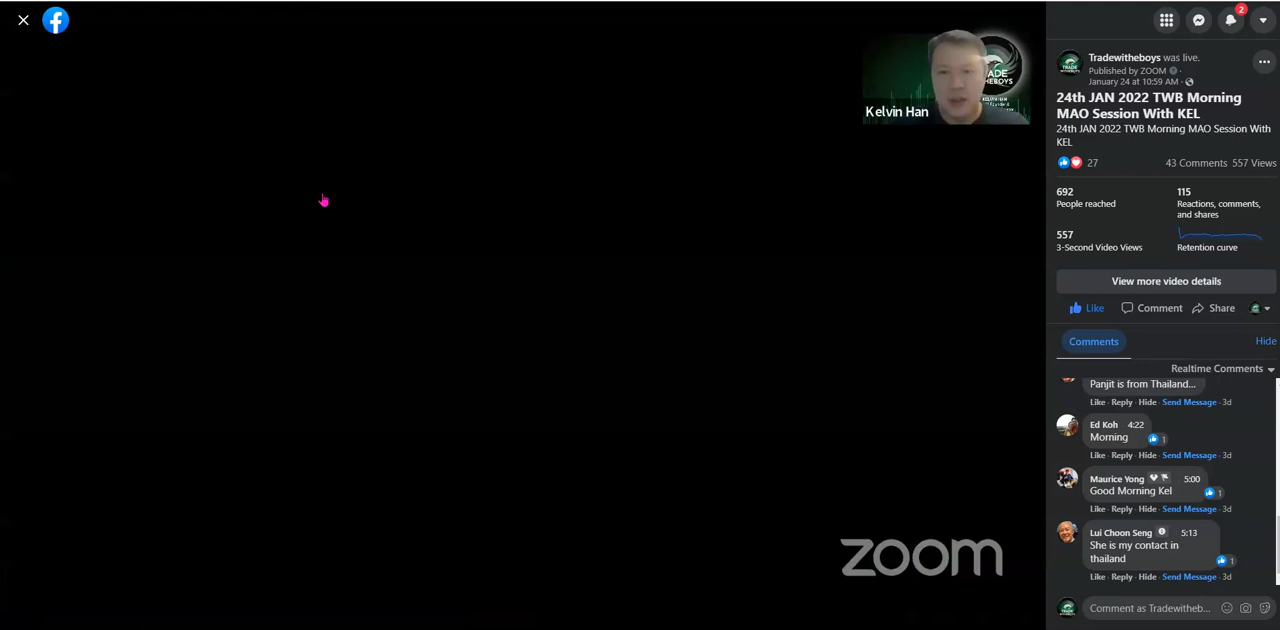 2
Tradewitheboys was live.
Published by ZOOM
January 24 at 10:59 AM
24th JAN 2022 TWB Morning
MAO Session With KEL
24th JAN 2022 TWB Morning MAO Session With
KEL
27
43 Comments 557 Views
692
People reached
115
Reactions, comments,
and shares
557
3-Second Video Views
Retention curve
View more video details
Like Comment Share
Comments
Hide
Realtime Comments
Panjit is from Thailand...
Like · Reply · Hide · Send Message · 3d
Ed Koh 4:22
Morning
1
Like · Reply · Hide · Send Message · 3d
Maurice Yong 5:00
Good Morning Kel
1
Like · Reply · Hide · Send Message · 3d
Lui Choon Seng 5:13
She is my contact in
thailand
1
Like · Reply · Hide · Send Message · 3d
Comment as Tradewitheb...
Kelvin Han
zoom